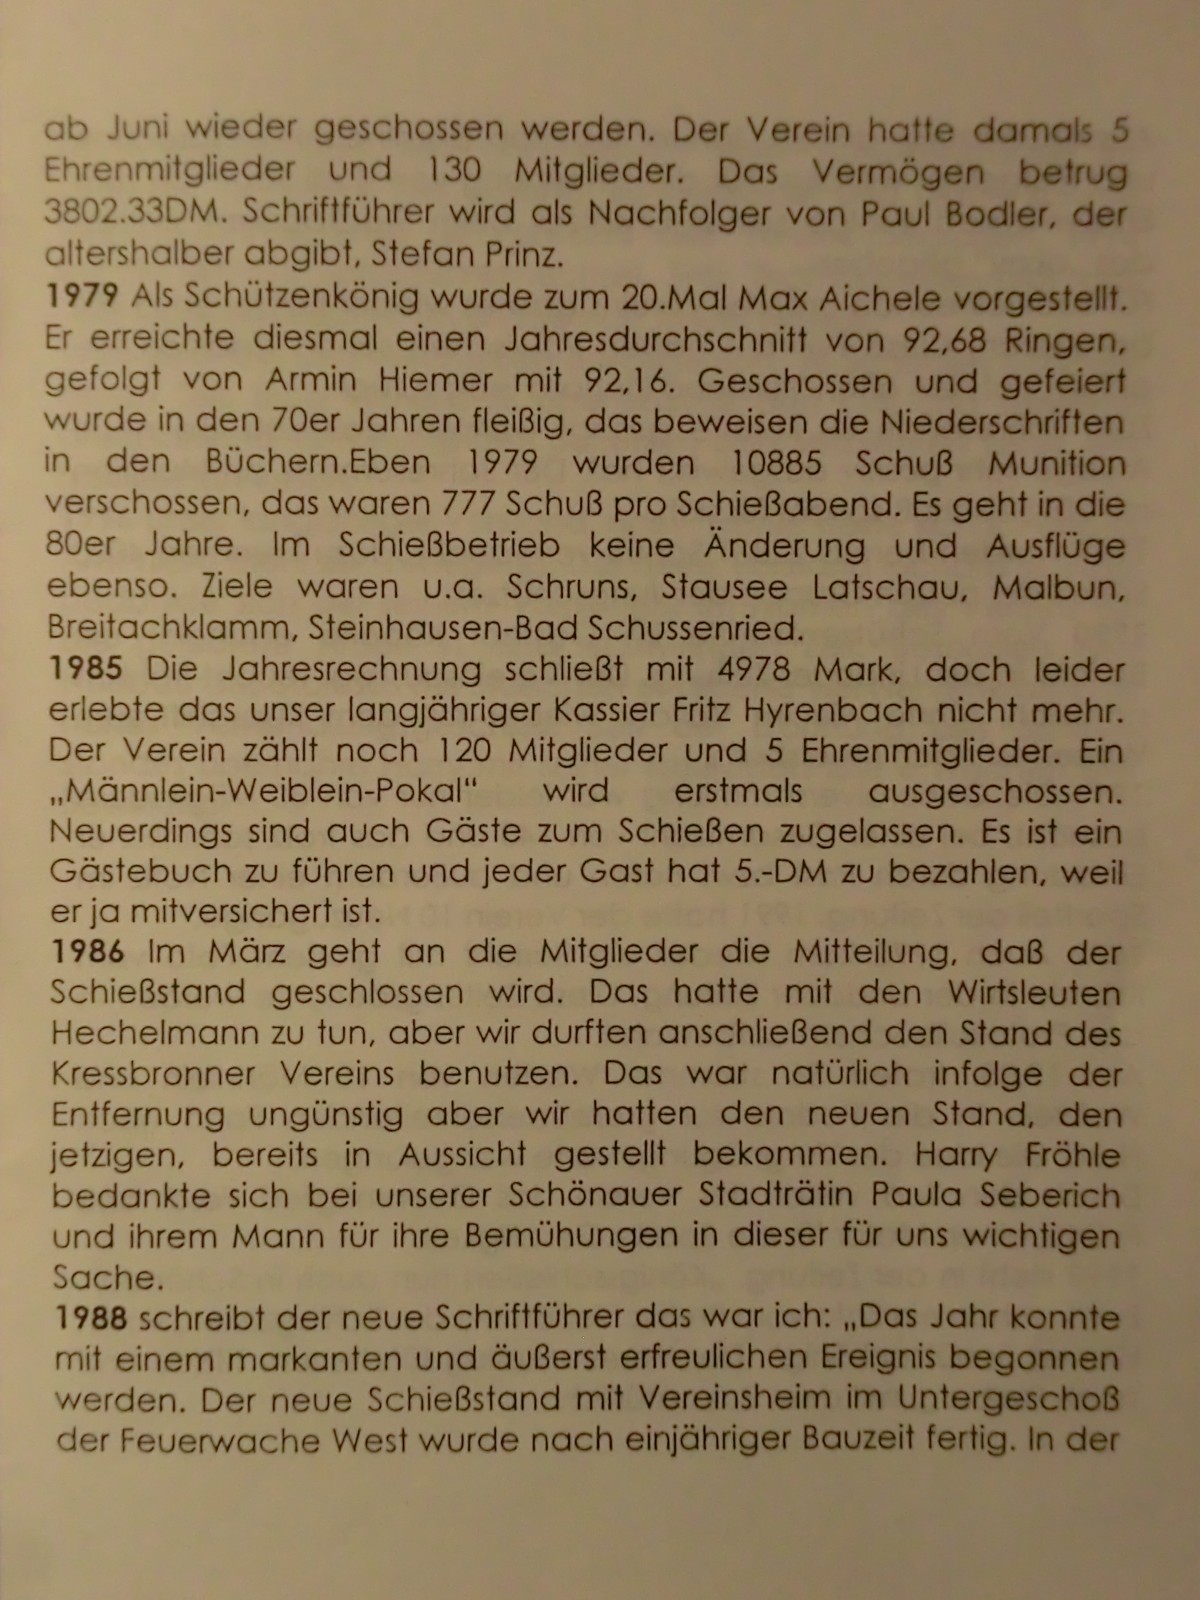 ab Juni wieder geschossen werden. Der Verein hatte damals 5
Ehrenmitglieder und 130 Mitglieder. Das Vermögen betrug
3802.33DM. Schriftführer wird als Nachfolger von Paul Bodler, der
altershalber abgibt, Stefan Prinz.
1979 Als Schützenkönig wurde zum 20.Mal Max Aichele vorgestellt.
Er erreichte diesmal einen Jahresdurchschnitt von 92,68 Ringen,
gefolgt von Armin Hiemer mit 92,16. Geschossen und gefeiert
wurde in den 70er Jahren fleißig, das beweisen die Niederschriften
in den Büchern.Eben 1979 wurden 10885 Schuß Munition
verschossen, das waren 777 Schuß pro Schießabend. Es geht in die
80er Jahre. Im Schießbetrieb keine Änderung und Ausflüge
ebenso. Ziele waren u.a. Schruns, Stausee Latschau, Malbun,
Breitachklamm, Steinhausen-Bad Schussenried.
1985 Die Jahresrechnung schließt mit 4978 Mark, doch leider
erlebte das unser langjähriger Kassier Fritz Hyrenbach nicht mehr.
Der Verein zählt noch 120 Mitglieder und 5 Ehrenmitglieder. Ein
„Männlein-Weiblein-Pokal“ wird erstmals ausgeschossen.
Neuerdings sind auch Gäste zum Schießen zugelassen. Es ist ein
Gästebuch zu führen und jeder Gast hat 5.-DM zu bezahlen, weil
er ja mitversichert ist.
1986 Im März geht an die Mitglieder die Mitteilung, daß der
Schießstand geschlossen wird. Das hatte mit den Wirtsleuten
Hechelmann zu tun, aber wir durften anschließend den Stand des
Kressbronner Vereins benutzen. Das war natürlich infolge der
Entfernung ungünstig aber wir hatten den neuen Stand, den
jetzigen, bereits in Aussicht gestellt bekommen. Harry Fröhle
bedankte sich bei unserer Schönauer Stadträtin Paula Seberich
und ihrem Mann für ihre Bemühungen in dieser für uns wichtigen
Sache.
1988 schreibt der neue Schriftführer das war ich: „Das Jahr konnte
mit einem markanten und äußerst erfreulichen Ereignis begonnen
werden. Der neue Schießstand mit Vereinsheim im Untergeschoß
der Feuerwache West wurde nach einjähriger Bauzeit fertig. In der